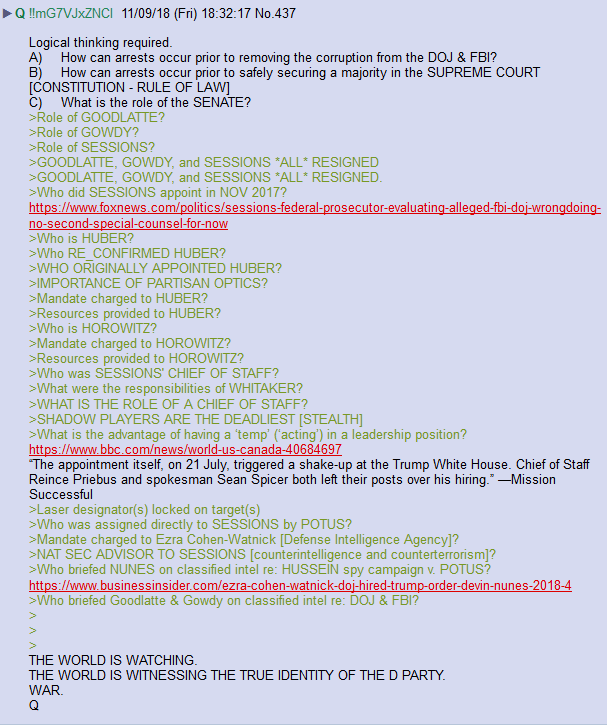 ▶ Q !!mG7VJxZNCI 11/09/18 (Fri) 18:32:17 No.437
Logical thinking required.
A) How can arrests occur prior to removing the corruption from the DOJ & FBI?
B) How can arrests occur prior to safely securing a majority in the SUPREME COURT
[CONSTITUTION - RULE OF LAW]
C) What is the role of the SENATE?
>Role of GOODLATTE?
>Role of GOWDY?
>Role of SESSIONS?
>GOODLATTE, GOWDY, and SESSIONS *ALL* RESIGNED
>GOODLATTE, GOWDY, and SESSIONS *ALL* RESIGNED.
>Who did SESSIONS appoint in NOV 2017?
https://www.foxnews.com/politics/sessions-federal-prosecutor-evaluating-alleged-fbi-doj-wrongdoing-
no-second-special-counsel-for-now
>Who is HUBER?
>Who RE_CONFIRMED HUBER?
>WHO ORIGINALLY APPOINTED HUBER?
>IMPORTANCE OF PARTISAN OPTICS?
>Mandate charged to HUBER?
>Resources provided to HUBER?
>Who is HOROWITZ?
>Mandate charged to HOROWITZ?
>Resources provided to HOROWITZ?
>Who was SESSIONS' CHIEF OF STAFF?
>What were the responsibilities of WHITAKER?
>WHAT IS THE ROLE OF A CHIEF OF STAFF?
>SHADOW PLAYERS ARE THE DEADLIEST [STEALTH]
>What is the advantage of having a ‘temp’ (‘acting’) in a leadership position?
https://www.bbc.com/news/world-us-canada-40684697
“The appointment itself, on 21 July, triggered a shake-up at the Trump White House. Chief of Staff
Reince Priebus and spokesman Sean Spicer both left their posts over his hiring.” —Mission
Successful
>Laser designator(s) locked on target(s)
>Who was assigned directly to SESSIONS by POTUS?
>Mandate charged to Ezra Cohen-Watnick [Defense Intelligence Agency]?
>NAT SEC ADVISOR TO SESSIONS [counterintelligence and counterterrorism]?
>Who briefed NUNES on classified intel re: HUSSEIN spy campaign v. POTUS?
https://www.businessinsider.com/ezra-cohen-watnick-doj-hired-trump-order-devin-nunes-2018-4
>Who briefed Goodlatte & Gowdy on classified intel re: DOJ & FBI?
>
>
>
THE WORLD IS WATCHING.
THE WORLD IS WITNESSING THE TRUE IDENTITY OF THE D PARTY.
WAR.
Q